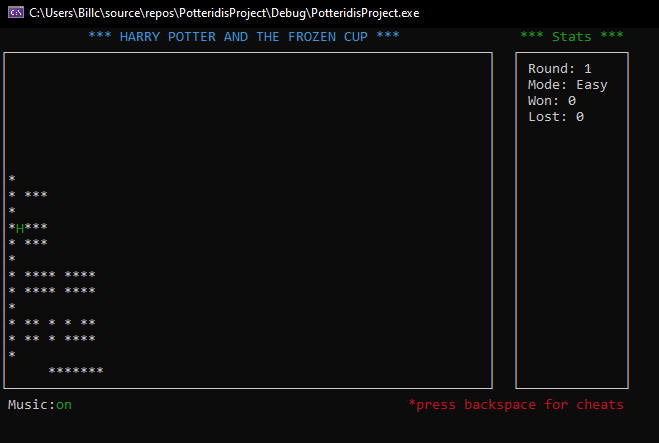 C:\Users\Billc\source\repos\PotteridisProject\Debug\PotteridisProject.exe
*** HARRY POTTER AND THE FROZEN CUP *** *** Stats ***
Round: 1
Mode: Easy
Won: 0
Lost: 0
*
* ***
*
*H***
* ***
*
* **** ****
* **** ****
*
* ** * * **
* ** * ****
*
*******
Music:on *press backspace for cheats